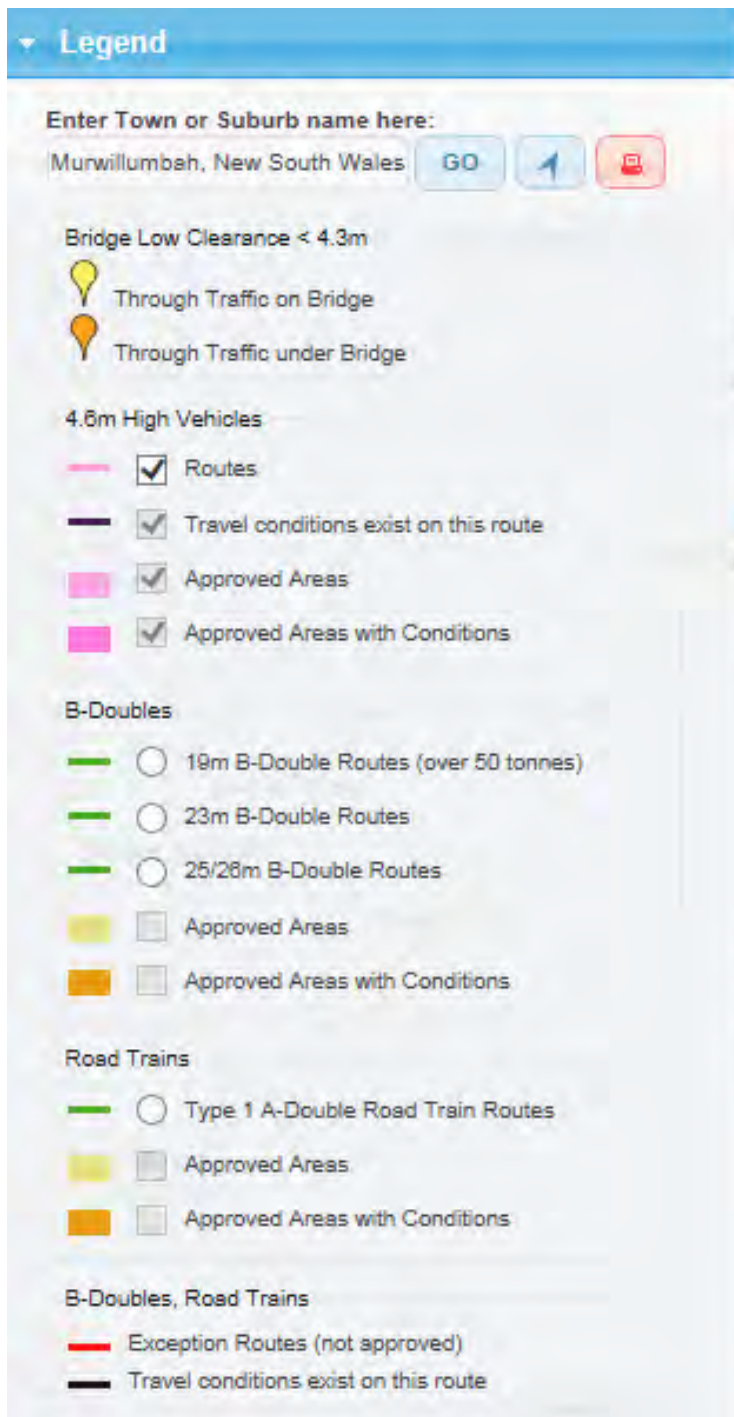 Legend
Enter Town or Suburb name here:
Murwillumbah, New South Wales GO
Bridge Low Clearance < 4.3m
Through Traffic on Bridge
Through Traffic under Bridge
4.6m High Vehicles
Routes
Travel conditions exist on this route
Approved Areas
Approved Areas with Conditions
B-Doubles
19m B-Double Routes (over 50 tonnes)
23m B-Double Routes
25/26m B-Double Routes
Approved Areas
Approved Areas with Conditions
Road Trains
Type 1 A-Double Road Train Routes
Approved Areas
Approved Areas with Conditions
B-Doubles, Road Trains
Exception Routes (not approved)
Travel conditions exist on this route